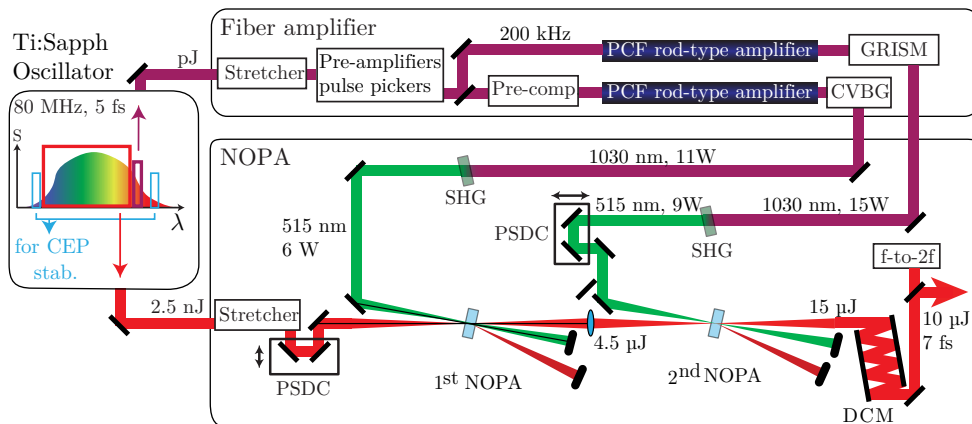 Fiber amplifier
Ti:Sapph
Oscillator
pJ
Stretcher
Pre-amplifiers
pulse pickers
200 kHz
PCF rod-type amplifier
GRISM
Pre-comp
PCF rod-type amplifier
CVBG
80 MHz, 5 fs
S
λ
for CEP
stab.
NOPA
1030 nm, 11W
SHG
515 nm
6 W
PSDC
515 nm, 9W
1030 nm, 15W
SHG
f-to-2f
2.5 nJ
Stretcher
PSDC
4.5 µJ
15 µJ
10 µJ
7 fs
1st NOPA
2nd NOPA
DCM